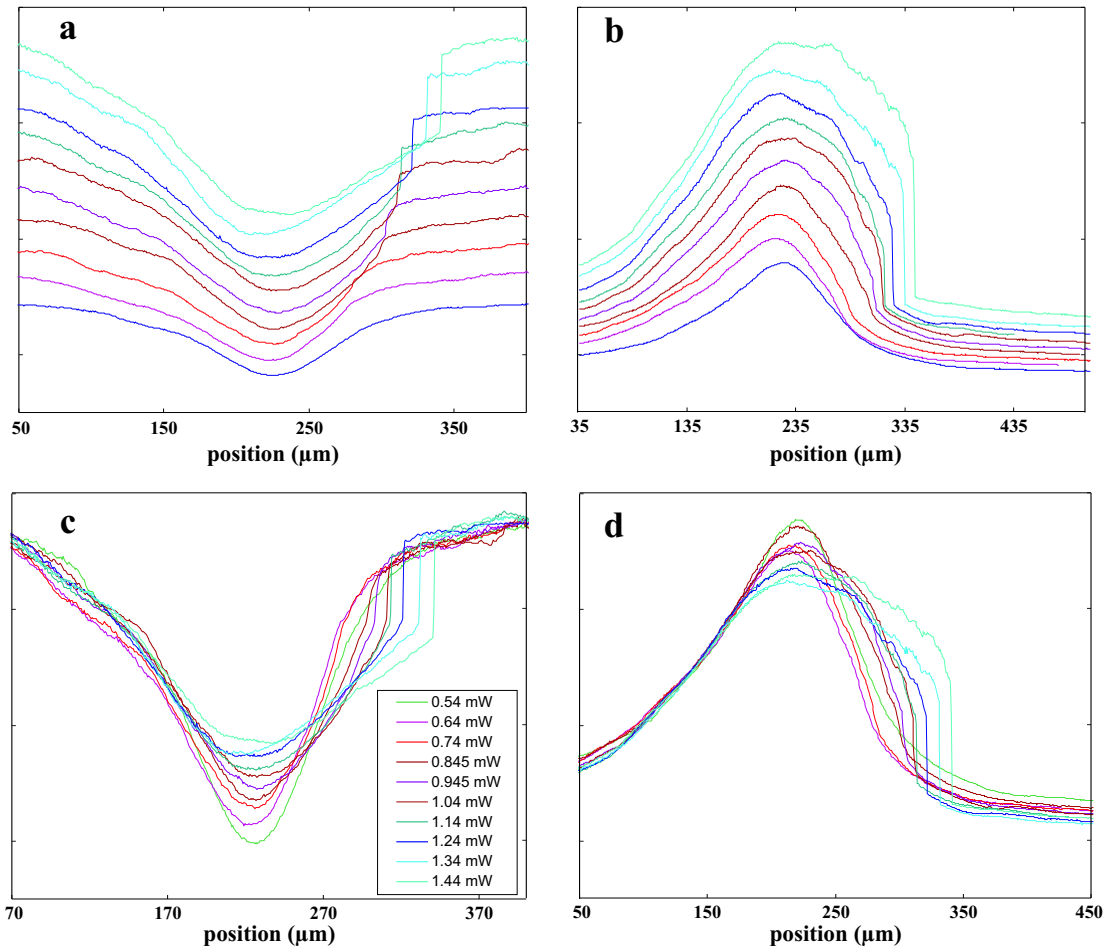 a
50 150 250 350
position (µm)
b
35 135 235 335 435
position (µm)
c
0.54 mW
0.64 mW
0.74 mW
0.845 mW
0.945 mW
1.04 mW
1.14 mW
1.24 mW
1.34 mW
1.44 mW
70 170 270 370
position (µm)
d
50 150 250 350 450
position (µm)